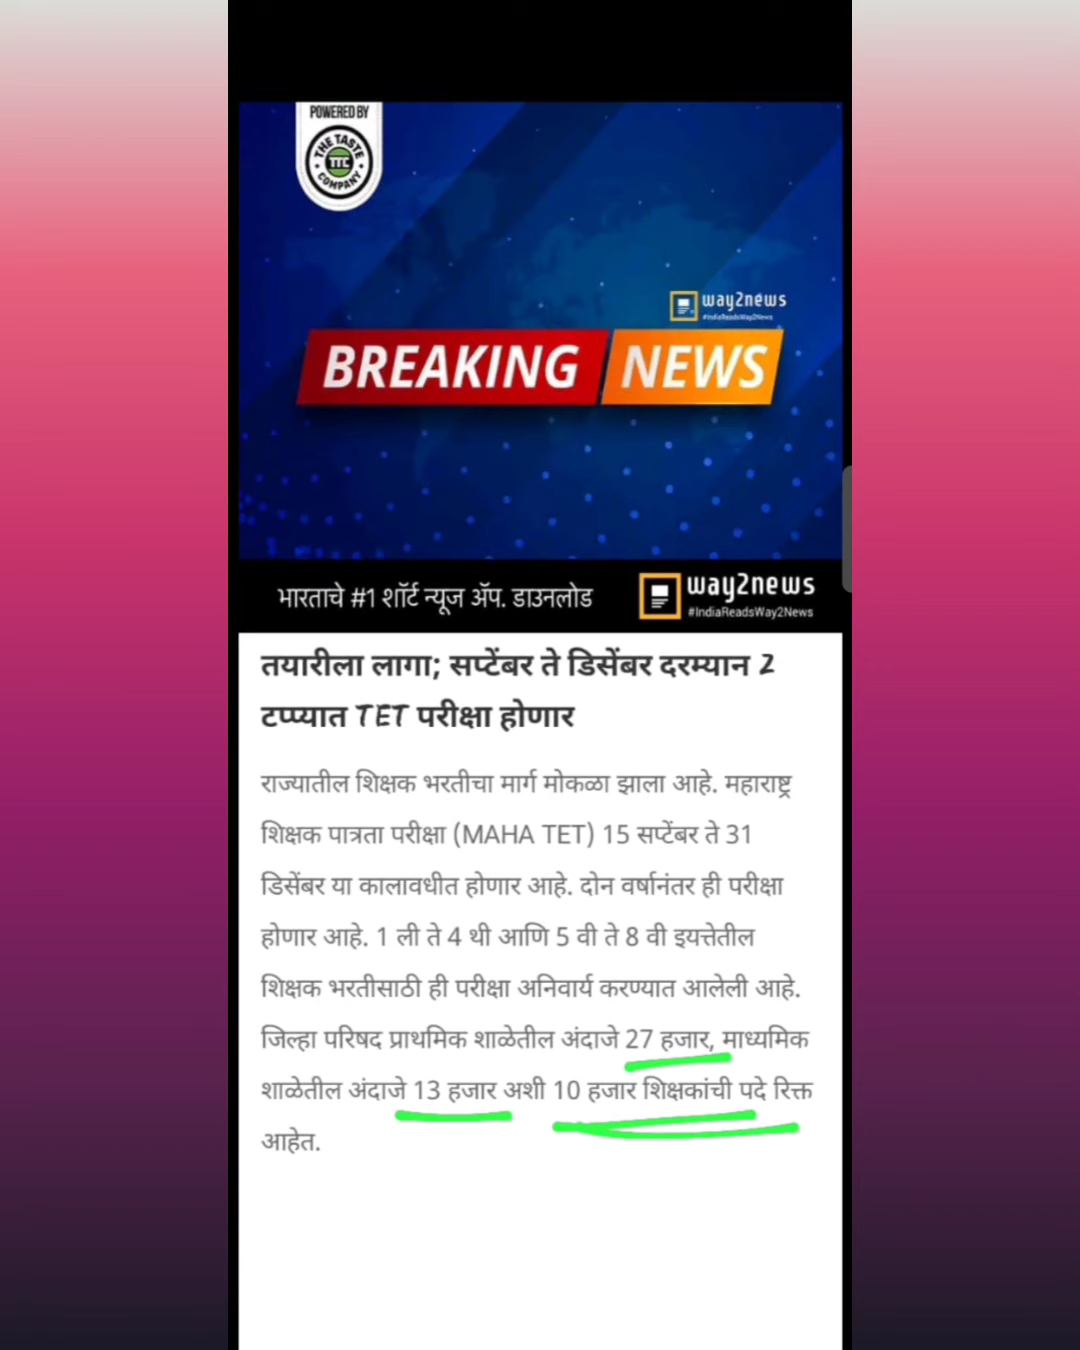 POWERED BY
THE TASTE
TTC
COMPANY
way2news
#IndiaReadsWay2News
BREAKING NEWS
भारताचे #1 शॉर्ट न्यूज ॲप. डाउनलोड
way2news
#IndiaReadsWay2News
तयारीला लागा; सप्टेंबर ते डिसेंबर दरम्यान 2
टप्प्यात TET परीक्षा होणार
राज्यातील शिक्षक भरतीचा मार्ग मोकळा झाला आहे. महाराष्ट्र
शिक्षक पात्रता परीक्षा (MAHA TET) 15 सप्टेंबर ते 31
डिसेंबर या कालावधीत होणार आहे. दोन वर्षानंतर ही परीक्षा
होणार आहे. 1 ली ते 4 थी आणि 5 वी ते 8 वी इयत्तेतील
शिक्षक भरतीसाठी ही परीक्षा अनिवार्य करण्यात आलेली आहे.
जिल्हा परिषद प्राथमिक शाळेतील अंदाजे 27 हजार, माध्यमिक
शाळेतील अंदाजे 13 हजार अशी 10 हजार शिक्षकांची पदे रिक्त
आहेत.